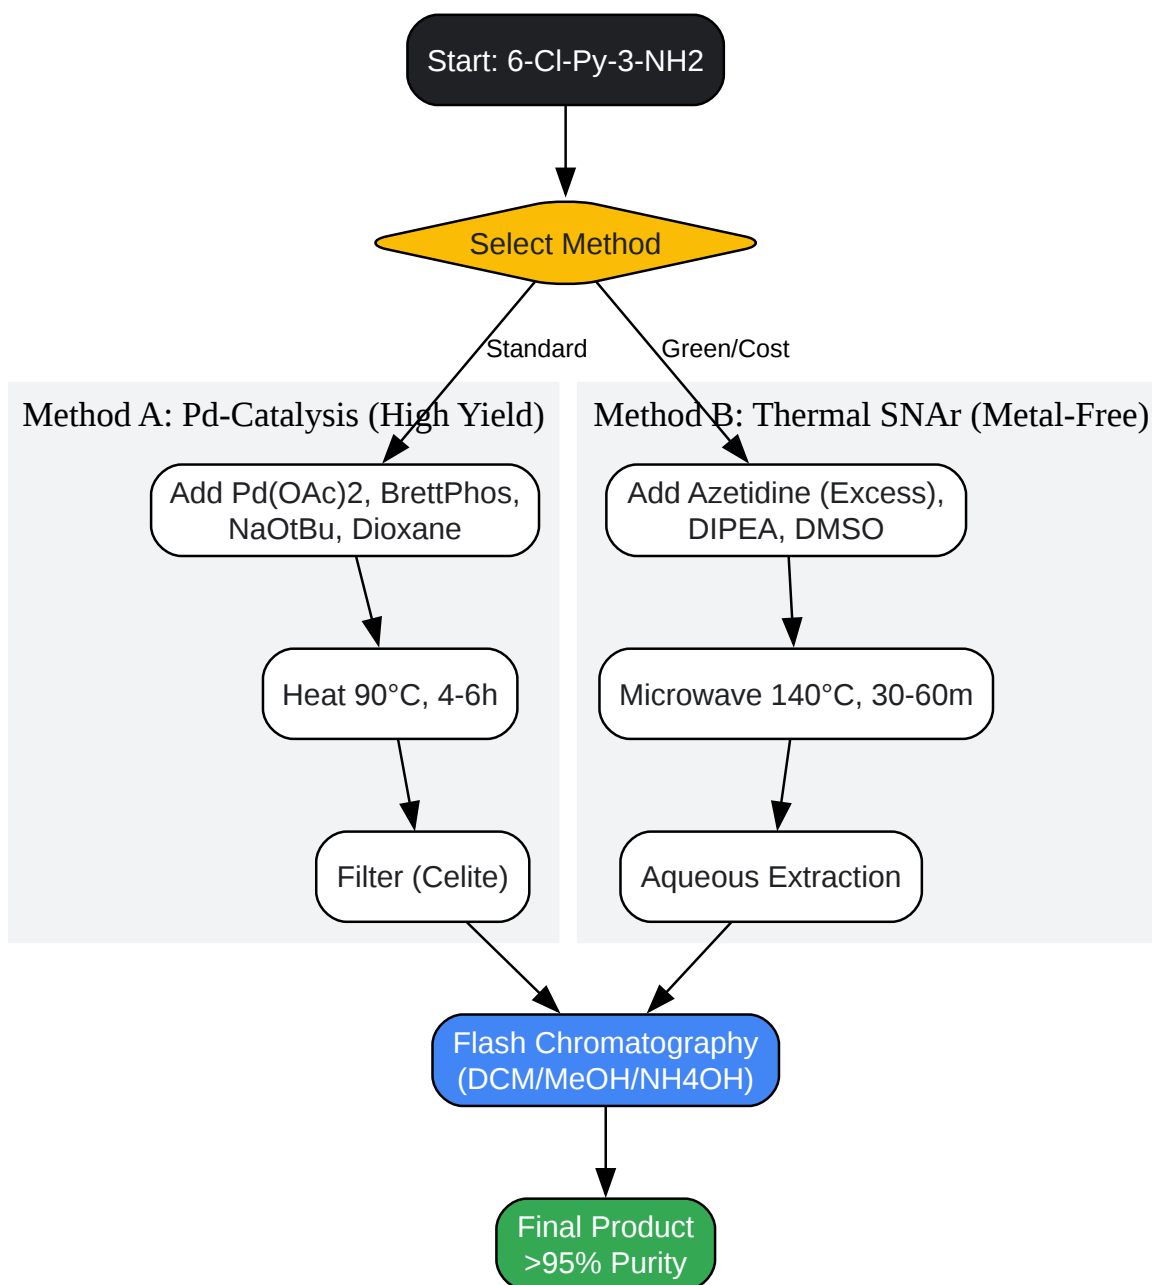 Start: 6-Cl-Py-3-NH2
Select Method
Standard
Green/Cost
Method A: Pd-Catalysis (High Yield)
Add Pd(OAc)2, BrettPhos,
NaOtBu, Dioxane
Heat 90°C, 4-6h
Filter (Celite)
Method B: Thermal SNAr (Metal-Free)
Add Azetidine (Excess),
DIPEA, DMSO
Microwave 140°C, 30-60m
Aqueous Extraction
Flash Chromatography
(DCM/MeOH/NH4OH)
Final Product
>95% Purity